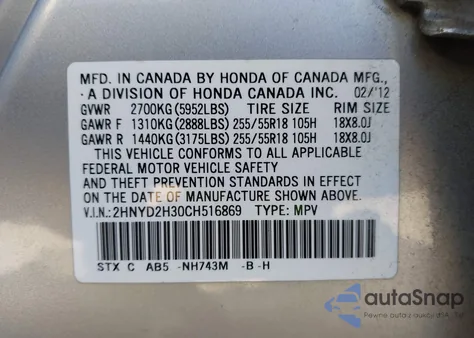 MFD. IN CANADA BY HONDA OF CANADA MFG.,
A DIVISION OF HONDA CANADA INC. 02/'12
GVWR 2700KG(5952LBS) TIRE SIZE RIM SIZE
GAWR F 1310KG(2888LBS) 255/55R18 105H 18X8.0J
GAWR R 1440KG(3175LBS) 255/55R18 105H 18X8.0J
THIS VEHICLE CONFORMS TO ALL APPLICABLE
FEDERAL MOTOR VEHICLE SAFETY AND
THEFT PREVENTION STANDARDS IN EFFECT
ON THE DATE OF MANUFACTURE SHOWN ABOVE.
V.I.N.:2HNYD2H30CH516869 TYPE: MPV
STX C AB5 -NH743M -B -H
autoSnap
Pewne auto z